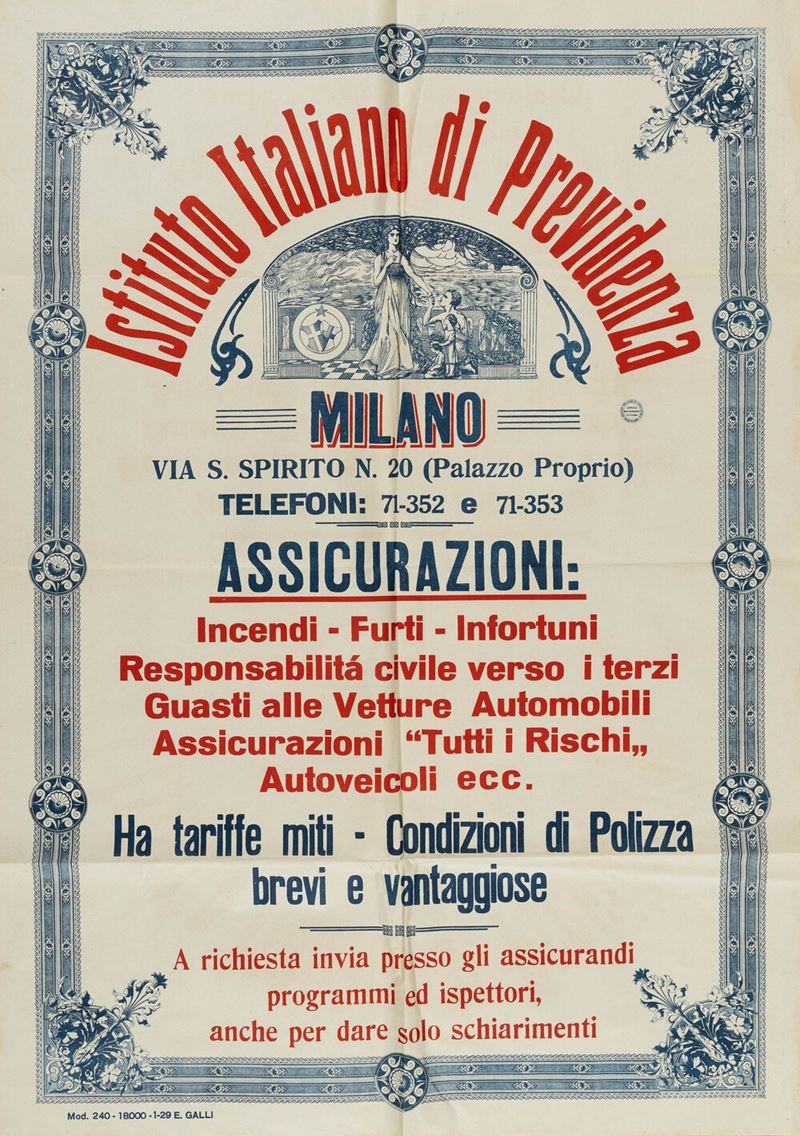 Istituto Italiano di Previdenza
MILANO
VIA S. SPIRITO N. 20 (Palazzo Proprio)
TELEFONI: 71-352 e 71-353
ASSICURAZIONI:
Incendi - Furti - Infortuni
Responsabilitá civile verso i terzi
Guasti alle Vetture Automobili
Assicurazioni “Tutti i Rischi„
Autoveicoli ecc.
Ha tariffe miti - Condizioni di Polizza
brevi e vantaggiose
A richiesta invia presso gli assicurandi
programmi ed ispettori,
anche per dare solo schiarimenti
Mod. 240 - 18000 - 1-29 E. GALLI